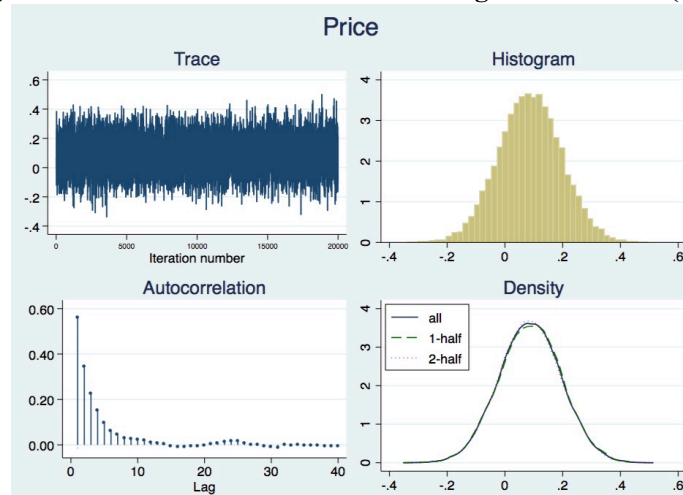 Price
Trace
.6
.4
.2
0
-.2
-.4
0 5000 10000 15000 20000
Iteration number
Histogram
4
3
2
1
0
-.4 -.2 0 .2 .4 .6
Autocorrelation
0.60
0.40
0.20
0.00
0 10 20 30 40
Lag
Density
all
1-half
2-half
4
3
2
1
0
-.4 -.2 0 .2 .4 .6